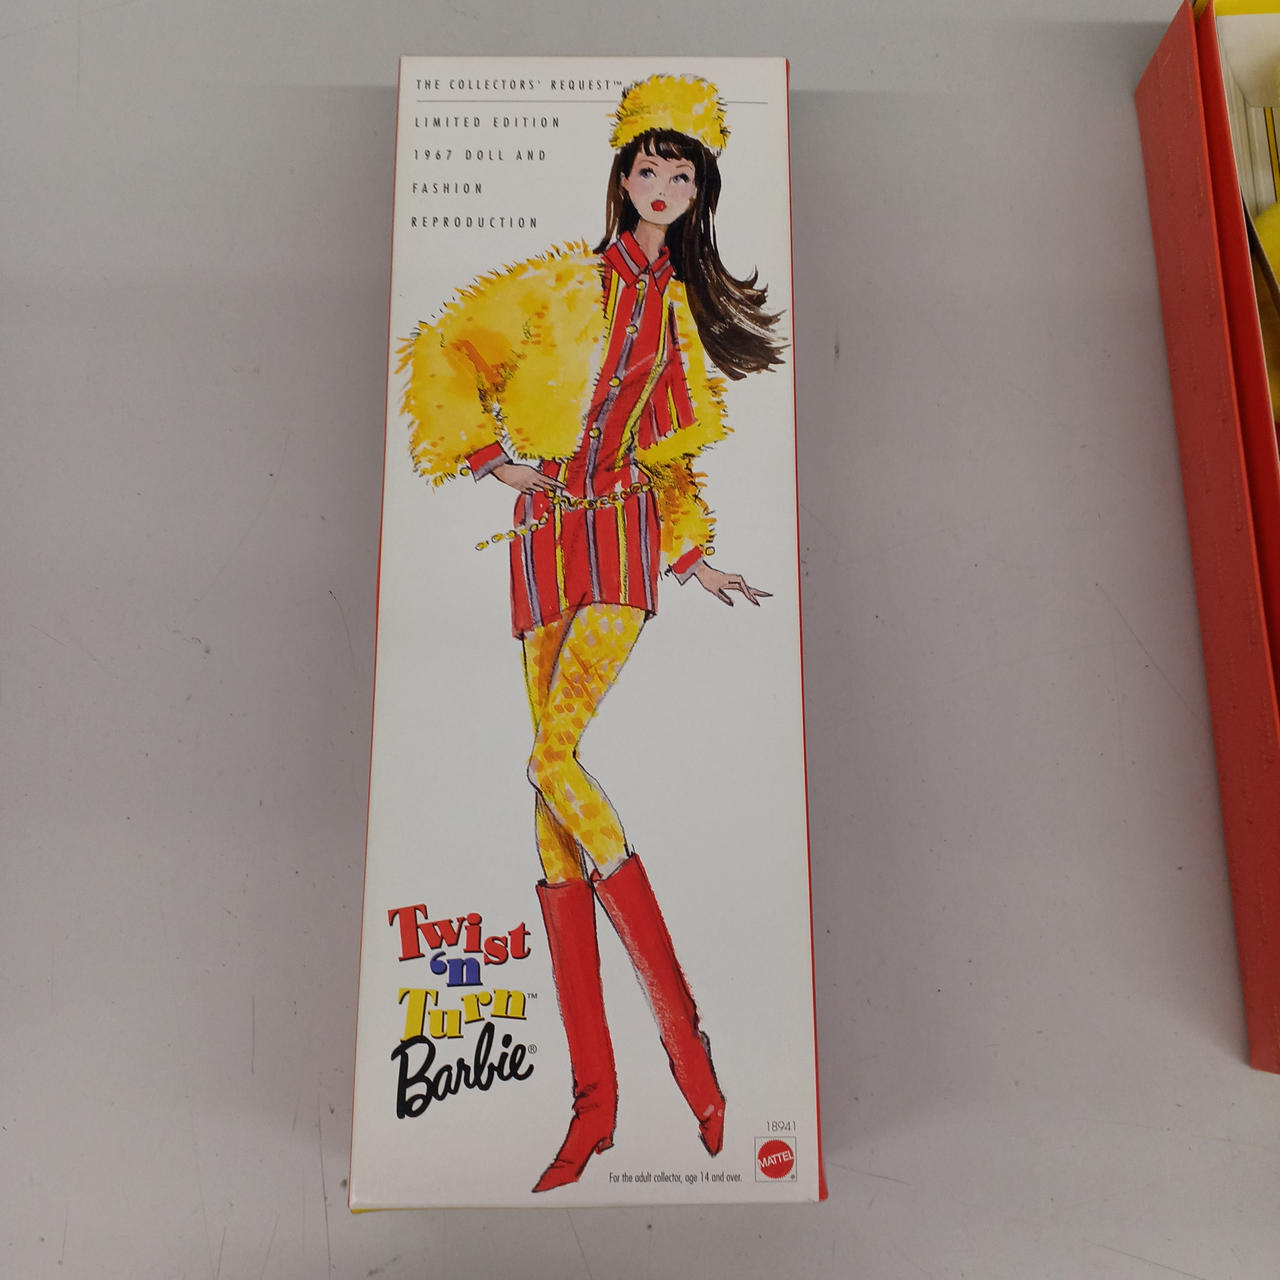 THE COLLECTORS' REQUEST™
LIMITED EDITION
1967 DOLL AND
FASHION
REPRODUCTION
Twist
'n
Turn™
Barbie®
18941
MATTEL®
For the adult collector, age 14 and over.